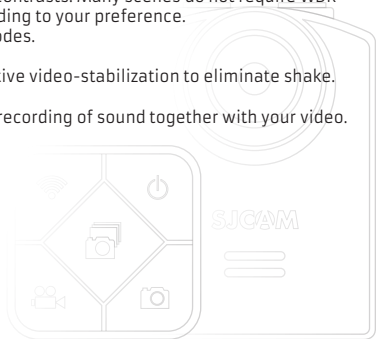 contrasts. Many scenes do not require WDR
ding to your preference.
odes.
tive video-stabilization to eliminate shake.
recording of sound together with your video.
SJCAM